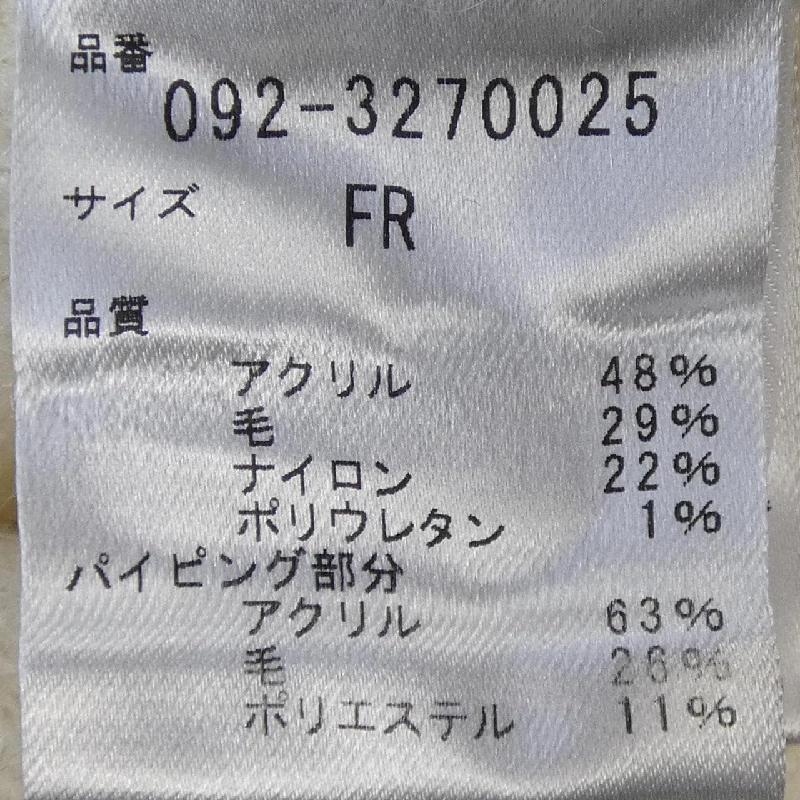 品番
092-3270025
サイズ FR
品質
アクリル 48%
毛 29%
ナイロン 22%
ポリウレタン 1%
パイピング部分
アクリル 63%
毛 26%
ポリエステル 11%